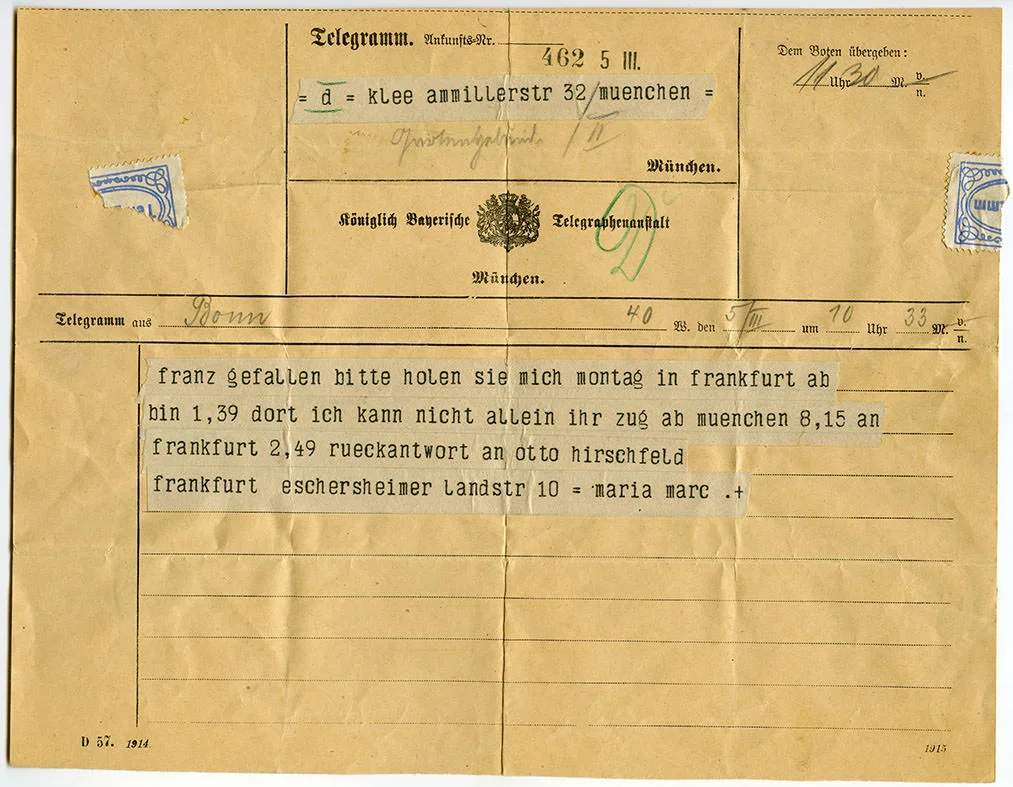 Telegramm. Ankunfts-Nr.
462 5 III.
Dem Boten übergeben:
11 Uhr 30 M. v./n.
= d = klee ammillerstr 32/muenchen =
Gartengebäude / II
München.
Königlich Bayerische Telegraphenanstalt
D
München.
Telegramm aus Bonn 40 W. den 5/III um 10 Uhr 33 M. v./n.
franz gefallen bitte holen sie mich montag in frankfurt ab
bin 1,39 dort ich kann nicht allein ihr zug ab muenchen 8,15 an
frankfurt 2,49 rueckantwort an otto hirschfeld
frankfurt eschersheimer landstr 10 = maria marc .+
D 57. 1914.
1915